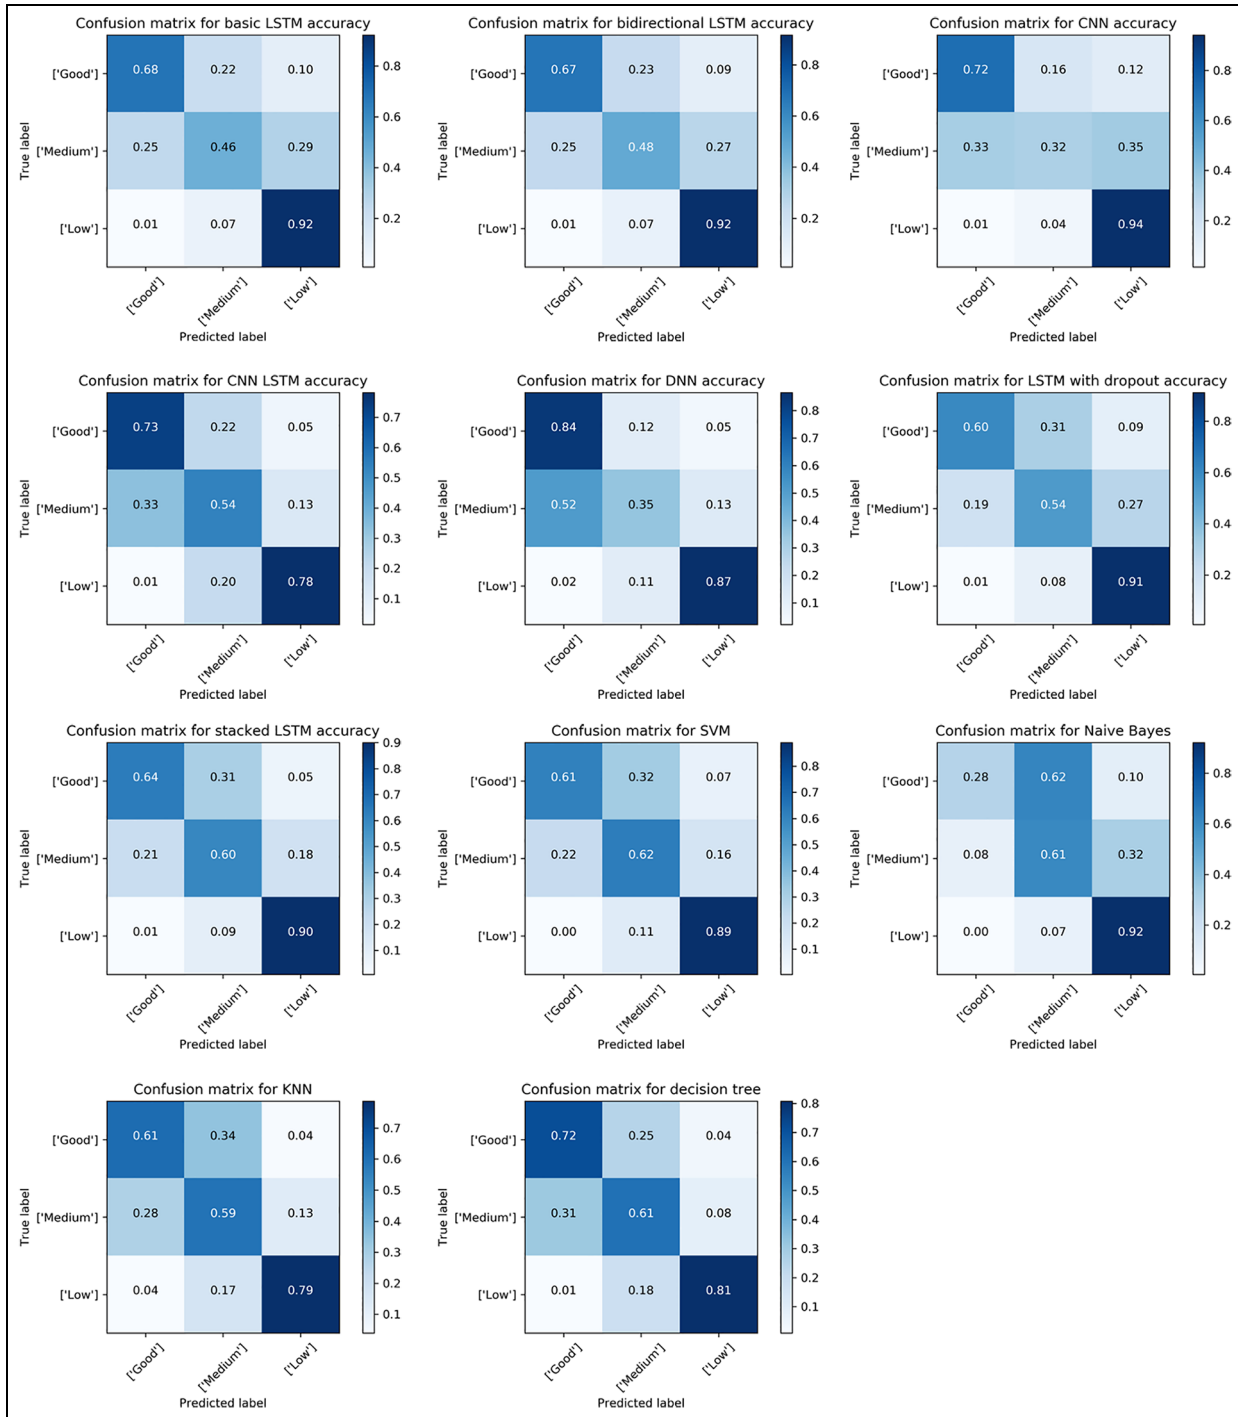 Confusion matrix for basic LSTM accuracy
True label
['Good'] 0.68 0.22 0.10
['Medium'] 0.25 0.46 0.29
['Low'] 0.01 0.07 0.92
['Good'] ['Medium'] ['Low']
Predicted label
0.8
0.6
0.4
0.2
Confusion matrix for bidirectional LSTM accuracy
True label
['Good'] 0.67 0.23 0.09
['Medium'] 0.25 0.48 0.27
['Low'] 0.01 0.07 0.92
['Good'] ['Medium'] ['Low']
Predicted label
0.8
0.6
0.4
0.2
Confusion matrix for CNN accuracy
True label
['Good'] 0.72 0.16 0.12
['Medium'] 0.33 0.32 0.35
['Low'] 0.01 0.04 0.94
['Good'] ['Medium'] ['Low']
Predicted label
0.8
0.6
0.4
0.2
Confusion matrix for CNN LSTM accuracy
True label
['Good'] 0.73 0.22 0.05
['Medium'] 0.33 0.54 0.13
['Low'] 0.01 0.20 0.78
['Good'] ['Medium'] ['Low']
Predicted label
0.7
0.6
0.5
0.4
0.3
0.2
0.1
Confusion matrix for DNN accuracy
True label
['Good'] 0.84 0.12 0.05
['Medium'] 0.52 0.35 0.13
['Low'] 0.02 0.11 0.87
['Good'] ['Medium'] ['Low']
Predicted label
0.8
0.7
0.6
0.5
0.4
0.3
0.2
0.1
Confusion matrix for LSTM with dropout accuracy
True label
['Good'] 0.60 0.31 0.09
['Medium'] 0.19 0.54 0.27
['Low'] 0.01 0.08 0.91
['Good'] ['Medium'] ['Low']
Predicted label
0.8
0.6
0.4
0.2
Confusion matrix for stacked LSTM accuracy
True label
['Good'] 0.64 0.31 0.05
['Medium'] 0.21 0.60 0.18
['Low'] 0.01 0.09 0.90
['Good'] ['Medium'] ['Low']
Predicted label
0.9
0.8
0.7
0.6
0.5
0.4
0.3
0.2
0.1
Confusion matrix for SVM
True label
['Good'] 0.61 0.32 0.07
['Medium'] 0.22 0.62 0.16
['Low'] 0.00 0.11 0.89
['Good'] ['Medium'] ['Low']
Predicted label
0.8
0.6
0.4
0.2
Confusion matrix for Naive Bayes
True label
['Good'] 0.28 0.62 0.10
['Medium'] 0.08 0.61 0.32
['Low'] 0.00 0.07 0.92
['Good'] ['Medium'] ['Low']
Predicted label
0.8
0.6
0.4
0.2
Confusion matrix for KNN
True label
['Good'] 0.61 0.34 0.04
['Medium'] 0.28 0.59 0.13
['Low'] 0.04 0.17 0.79
['Good'] ['Medium'] ['Low']
Predicted label
0.7
0.6
0.5
0.4
0.3
0.2
0.1
Confusion matrix for decision tree
True label
['Good'] 0.72 0.25 0.04
['Medium'] 0.31 0.61 0.08
['Low'] 0.01 0.18 0.81
['Good'] ['Medium'] ['Low']
Predicted label
0.8
0.7
0.6
0.5
0.4
0.3
0.2
0.1